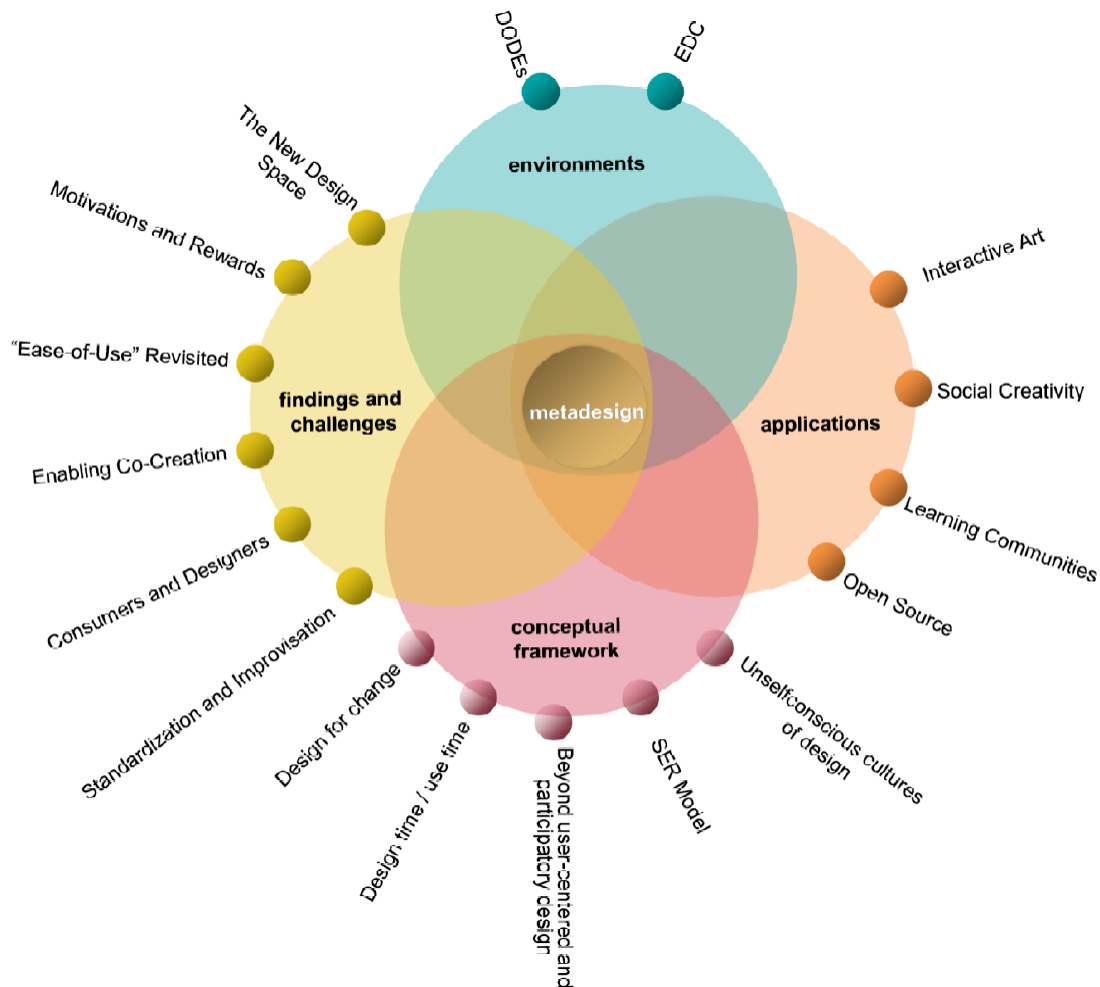 DODEs
EDC
The New Design
Space
environments
Motivations and Rewards
Interactive Art
“Ease-of-Use” Revisited
findings and
challenges
metadesign
applications
Social Creativity
Enabling Co-Creation
Learning Communities
Consumers and Designers
Open Source
Standardization and Improvisation
conceptual
framework
Design for change
Design time / use time
Beyond user-centered and
participatory design
SER Model
Unselfconscious cultures
of design